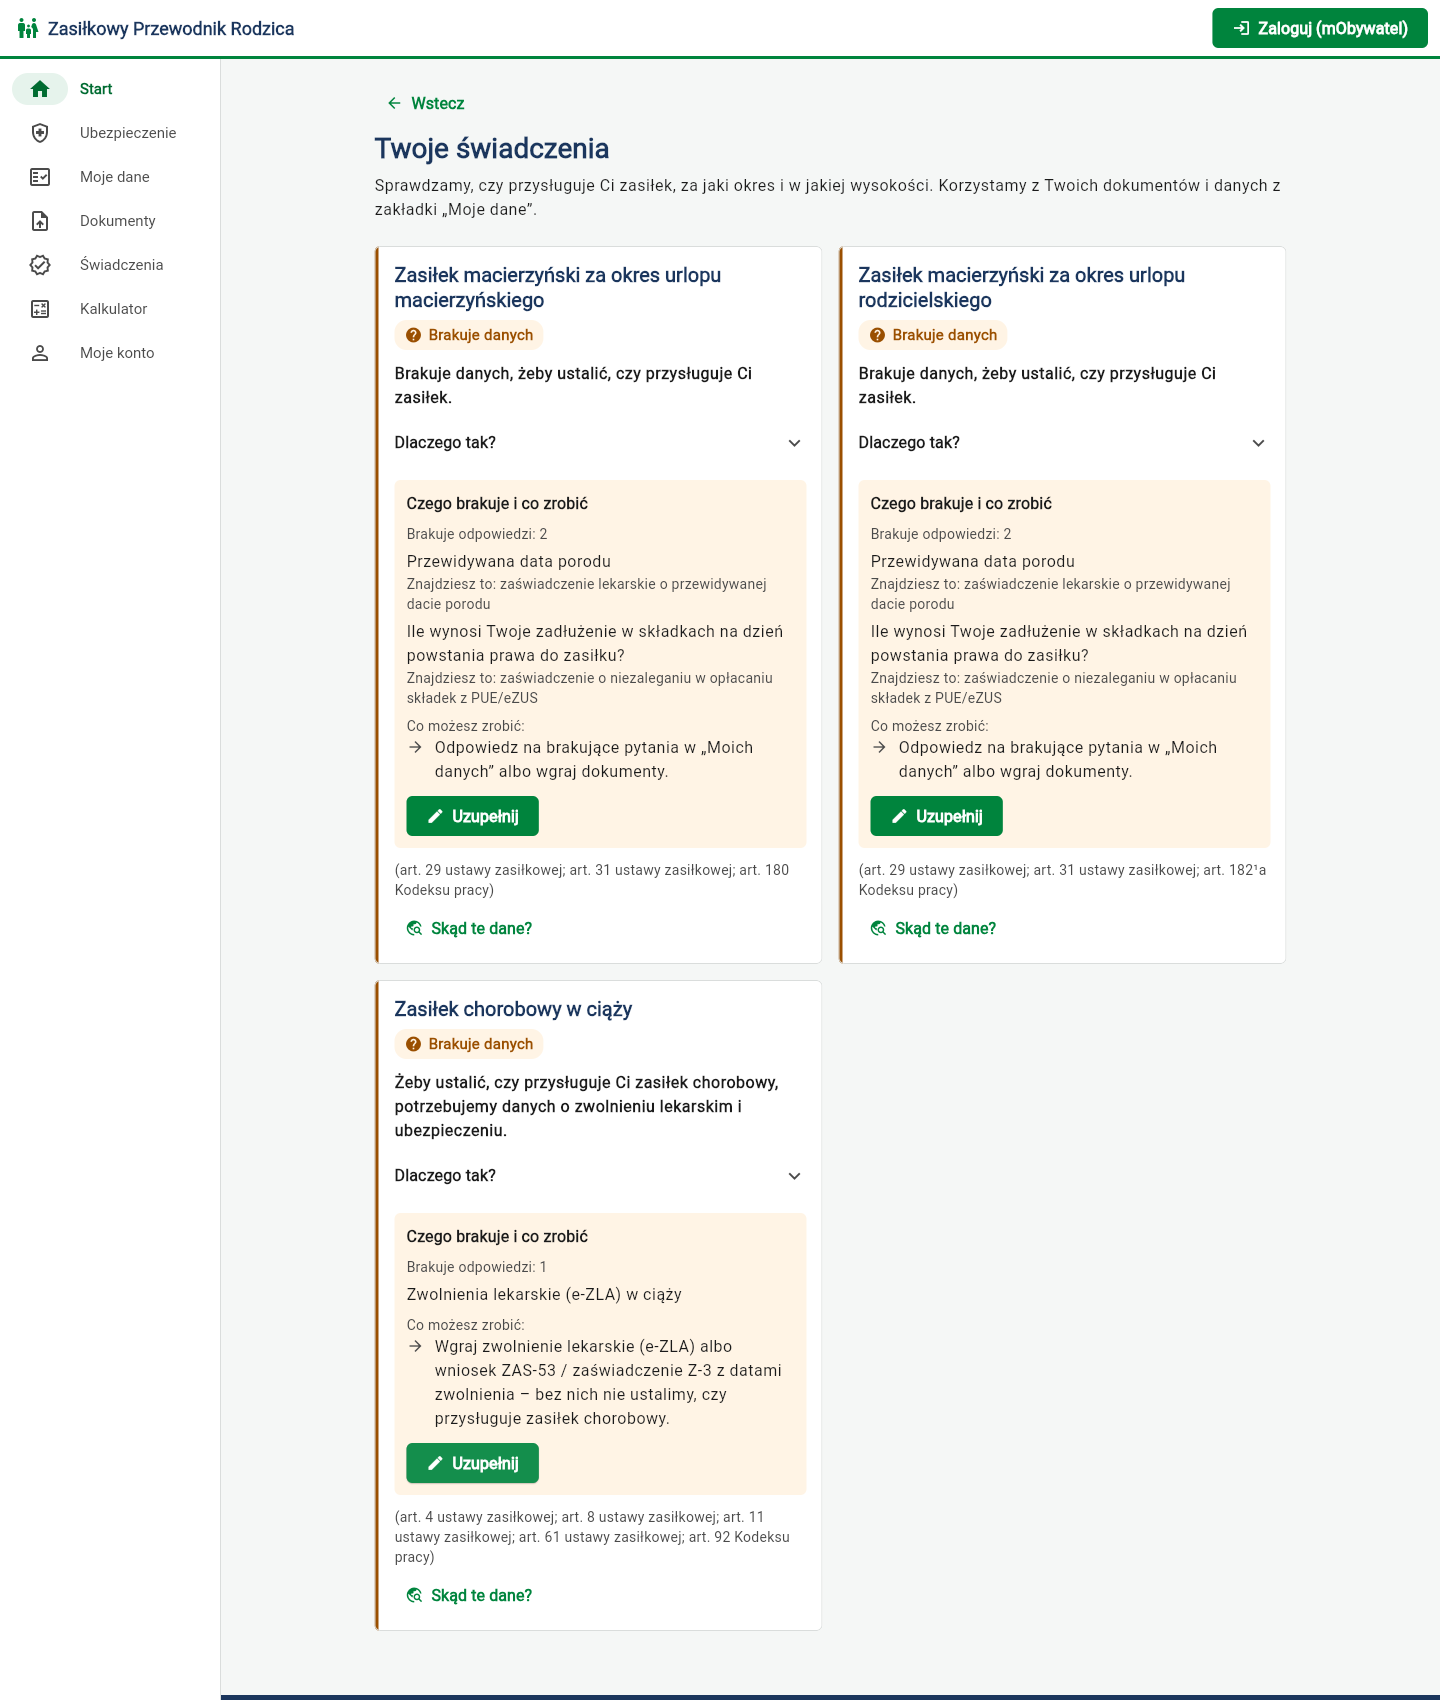 Zasiłkowy Przewodnik Rodzica
Zaloguj (mObywatel)
Start
Ubezpieczenie
Moje dane
Dokumenty
Świadczenia
Kalkulator
Moje konto
Wstecz
Twoje świadczenia
Sprawdzamy, czy przysługuje Ci zasiłek, za jaki okres i w jakiej wysokości. Korzystamy z Twoich dokumentów i danych z
zakładki „Moje dane”.
Zasiłek macierzyński za okres urlopu
macierzyńskiego
Brakuje danych
Brakuje danych, żeby ustalić, czy przysługuje Ci
zasiłek.
Dlaczego tak?
Czego brakuje i co zrobić
Brakuje odpowiedzi: 2
Przewidywana data porodu
Znajdziesz to: zaświadczenie lekarskie o przewidywanej
dacie porodu
Ile wynosi Twoje zadłużenie w składkach na dzień
powstania prawa do zasiłku?
Znajdziesz to: zaświadczenie o niezaleganiu w opłacaniu
składek z PUE/eZUS
Co możesz zrobić:
Odpowiedz na brakujące pytania w „Moich
danych” albo wgraj dokumenty.
Uzupełnij
(art. 29 ustawy zasiłkowej; art. 31 ustawy zasiłkowej; art. 180
Kodeksu pracy)
Skąd te dane?
Zasiłek macierzyński za okres urlopu
rodzicielskiego
Brakuje danych
Brakuje danych, żeby ustalić, czy przysługuje Ci
zasiłek.
Dlaczego tak?
Czego brakuje i co zrobić
Brakuje odpowiedzi: 2
Przewidywana data porodu
Znajdziesz to: zaświadczenie lekarskie o przewidywanej
dacie porodu
Ile wynosi Twoje zadłużenie w składkach na dzień
powstania prawa do zasiłku?
Znajdziesz to: zaświadczenie o niezaleganiu w opłacaniu
składek z PUE/eZUS
Co możesz zrobić:
Odpowiedz na brakujące pytania w „Moich
danych” albo wgraj dokumenty.
Uzupełnij
(art. 29 ustawy zasiłkowej; art. 31 ustawy zasiłkowej; art. 182¹a
Kodeksu pracy)
Skąd te dane?
Zasiłek chorobowy w ciąży
Brakuje danych
Żeby ustalić, czy przysługuje Ci zasiłek chorobowy,
potrzebujemy danych o zwolnieniu lekarskim i
ubezpieczeniu.
Dlaczego tak?
Czego brakuje i co zrobić
Brakuje odpowiedzi: 1
Zwolnienia lekarskie (e-ZLA) w ciąży
Co możesz zrobić:
Wgraj zwolnienie lekarskie (e-ZLA) albo
wniosek ZAS-53 / zaświadczenie Z-3 z datami
zwolnienia – bez nich nie ustalimy, czy
przysługuje zasiłek chorobowy.
Uzupełnij
(art. 4 ustawy zasiłkowej; art. 8 ustawy zasiłkowej; art. 11
ustawy zasiłkowej; art. 61 ustawy zasiłkowej; art. 92 Kodeksu
pracy)
Skąd te dane?